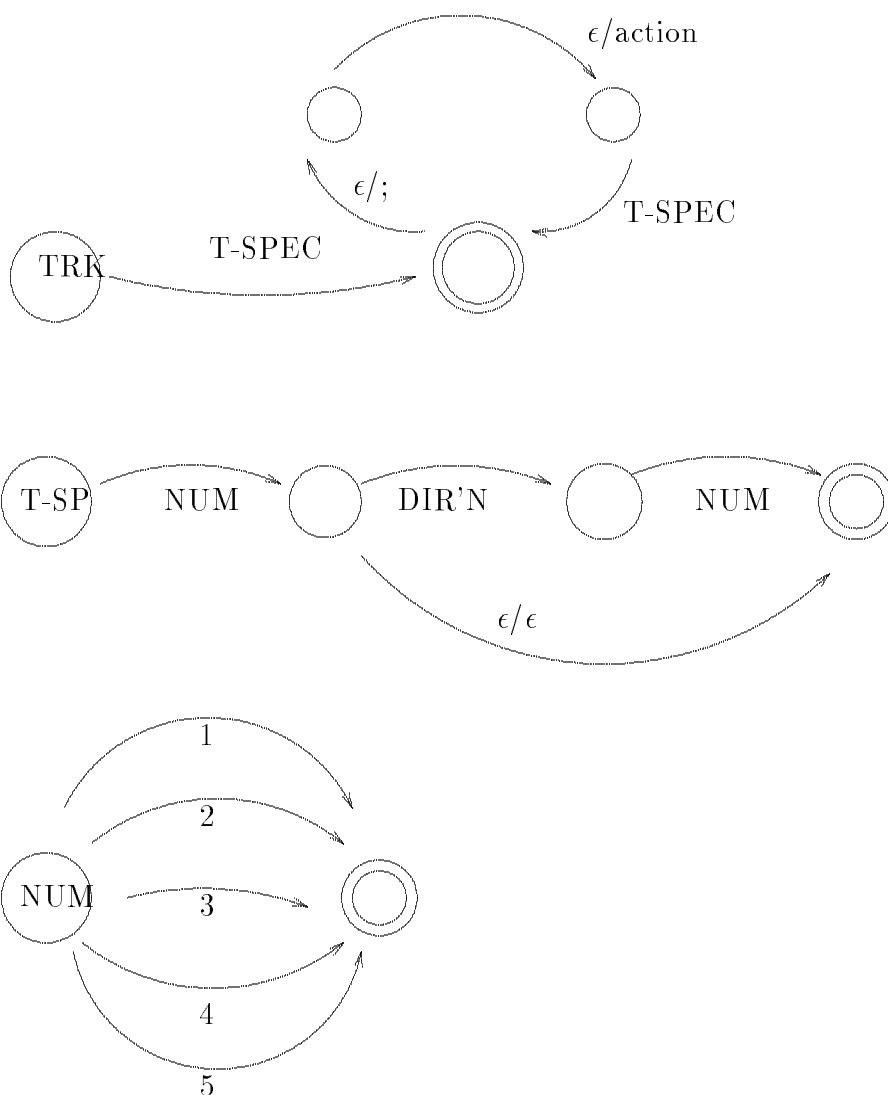 ϵ/action
ϵ/;
T-SPEC
T-SPEC
TRK
T-SP
NUM
DIR'N
NUM
ϵ/ϵ
1
2
NUM
3
4
5